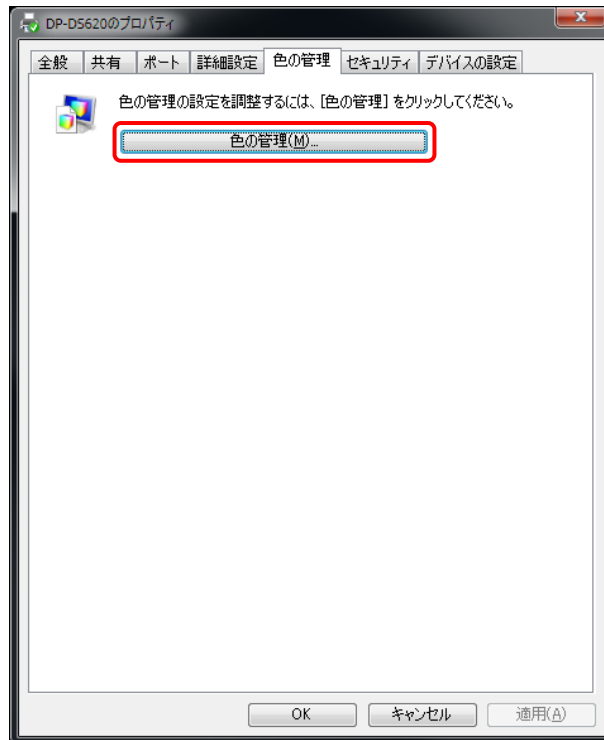 DP-DS620のプロパティ
全般 共有 ポート 詳細設定 色の管理 セキュリティ デバイスの設定
色の管理の設定を調整するには、[色の管理] をクリックしてください。
色の管理(M)...
OK キャンセル 適用(A)